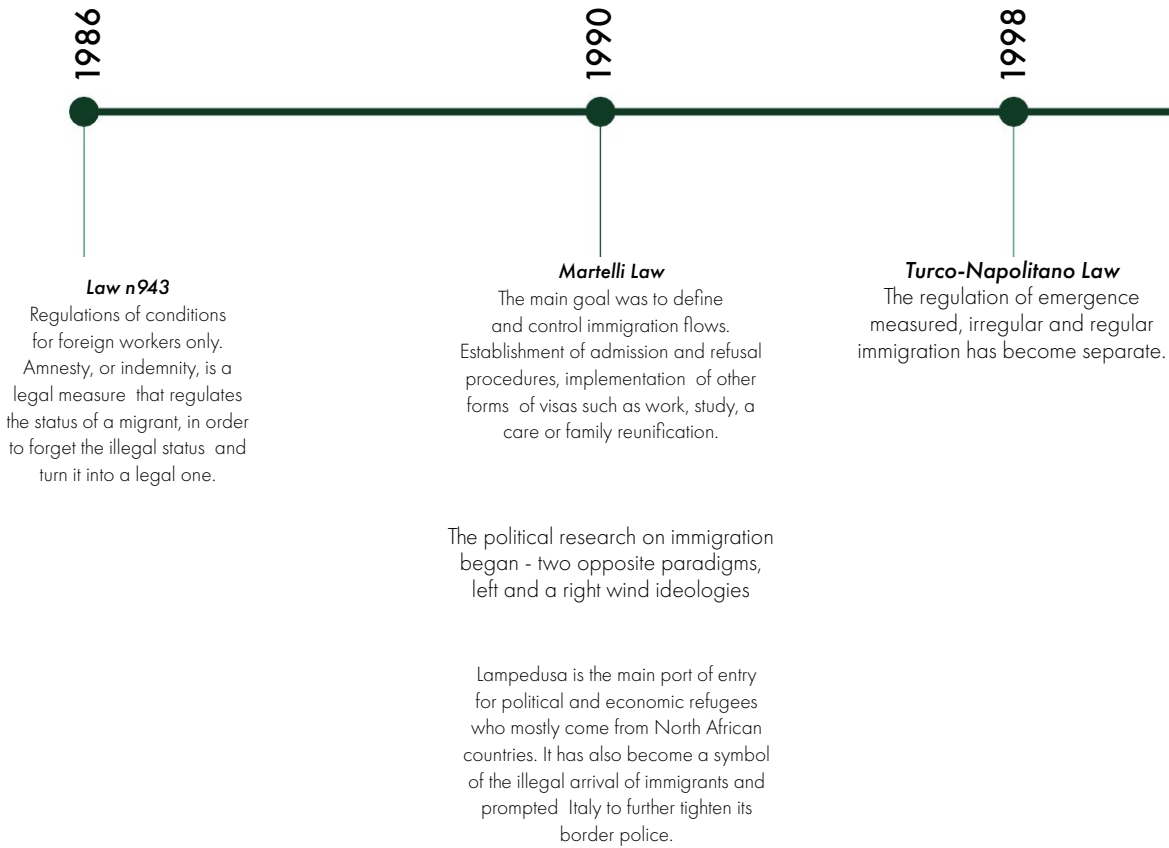 1986
1990
1998
Law n943
Regulations of conditions
for foreign workers only.
Amnesty, or indemnity, is a
legal measure that regulates
the status of a migrant, in order
to forget the illegal status and
turn it into a legal one.
Martelli Law
The main goal was to define
and control immigration flows.
Establishment of admission and refusal
procedures, implementation of other
forms of visas such as work, study, a
care or family reunification.
The political research on immigration
began - two opposite paradigms,
left and a right wind ideologies
Lampedusa is the main port of entry
for political and economic refugees
who mostly come from North African
countries. It has also become a symbol
of the illegal arrival of immigrants and
prompted Italy to further tighten its
border police.
Turco-Napolitano Law
The regulation of emergence
measured, irregular and regular
immigration has become separate.